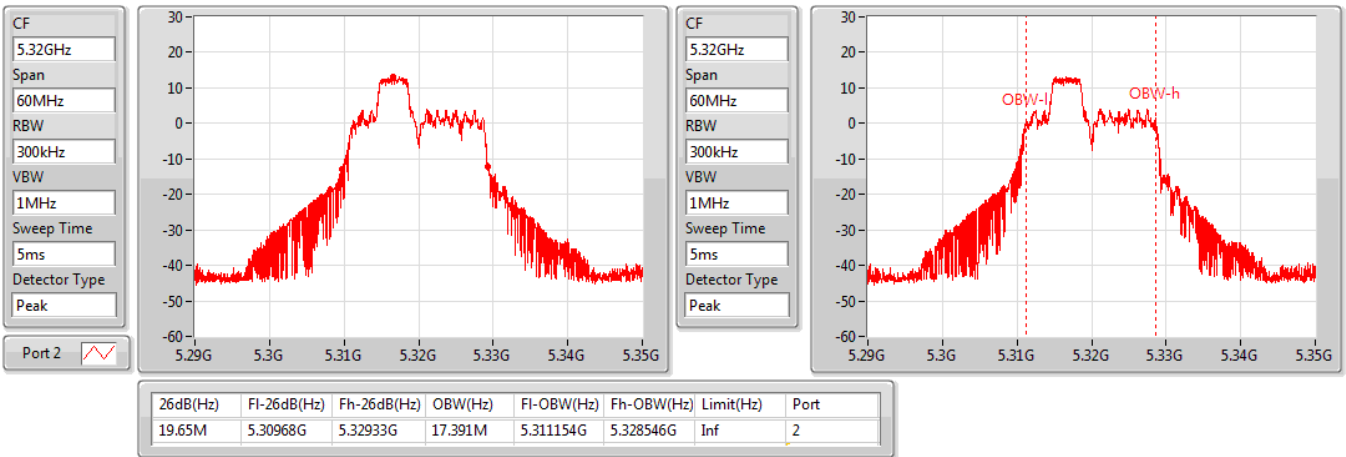 CF
5.32GHz
Span
60MHz
RBW
300kHz
VBW
1MHz
Sweep Time
5ms
Detector Type
Peak
Port 2
30
20
10
0
-10
-20
-30
-40
-50
-60
5.29G 5.3G 5.31G 5.32G 5.33G 5.34G 5.35G
CF
5.32GHz
Span
60MHz
RBW
300kHz
VBW
1MHz
Sweep Time
5ms
Detector Type
Peak
30
20
10
0
-10
-20
-30
-40
-50
-60
OBW-l OBW-h
5.29G 5.3G 5.31G 5.32G 5.33G 5.34G 5.35G
26dB(Hz) Fl-26dB(Hz) Fh-26dB(Hz) OBW(Hz) Fl-OBW(Hz) Fh-OBW(Hz) Limit(Hz) Port
19.65M 5.30968G 5.32933G 17.391M 5.311154G 5.328546G Inf 2